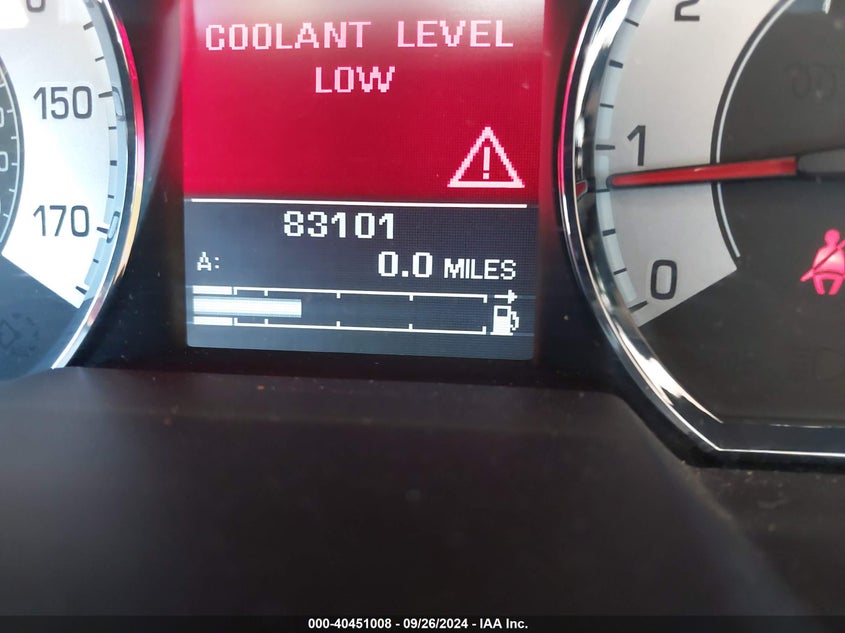 COOLANT LEVEL
LOW
150
170
83101
A: 0.0 MILES
2
1
0
000-40451008 - 09/26/2024 - IAA Inc.